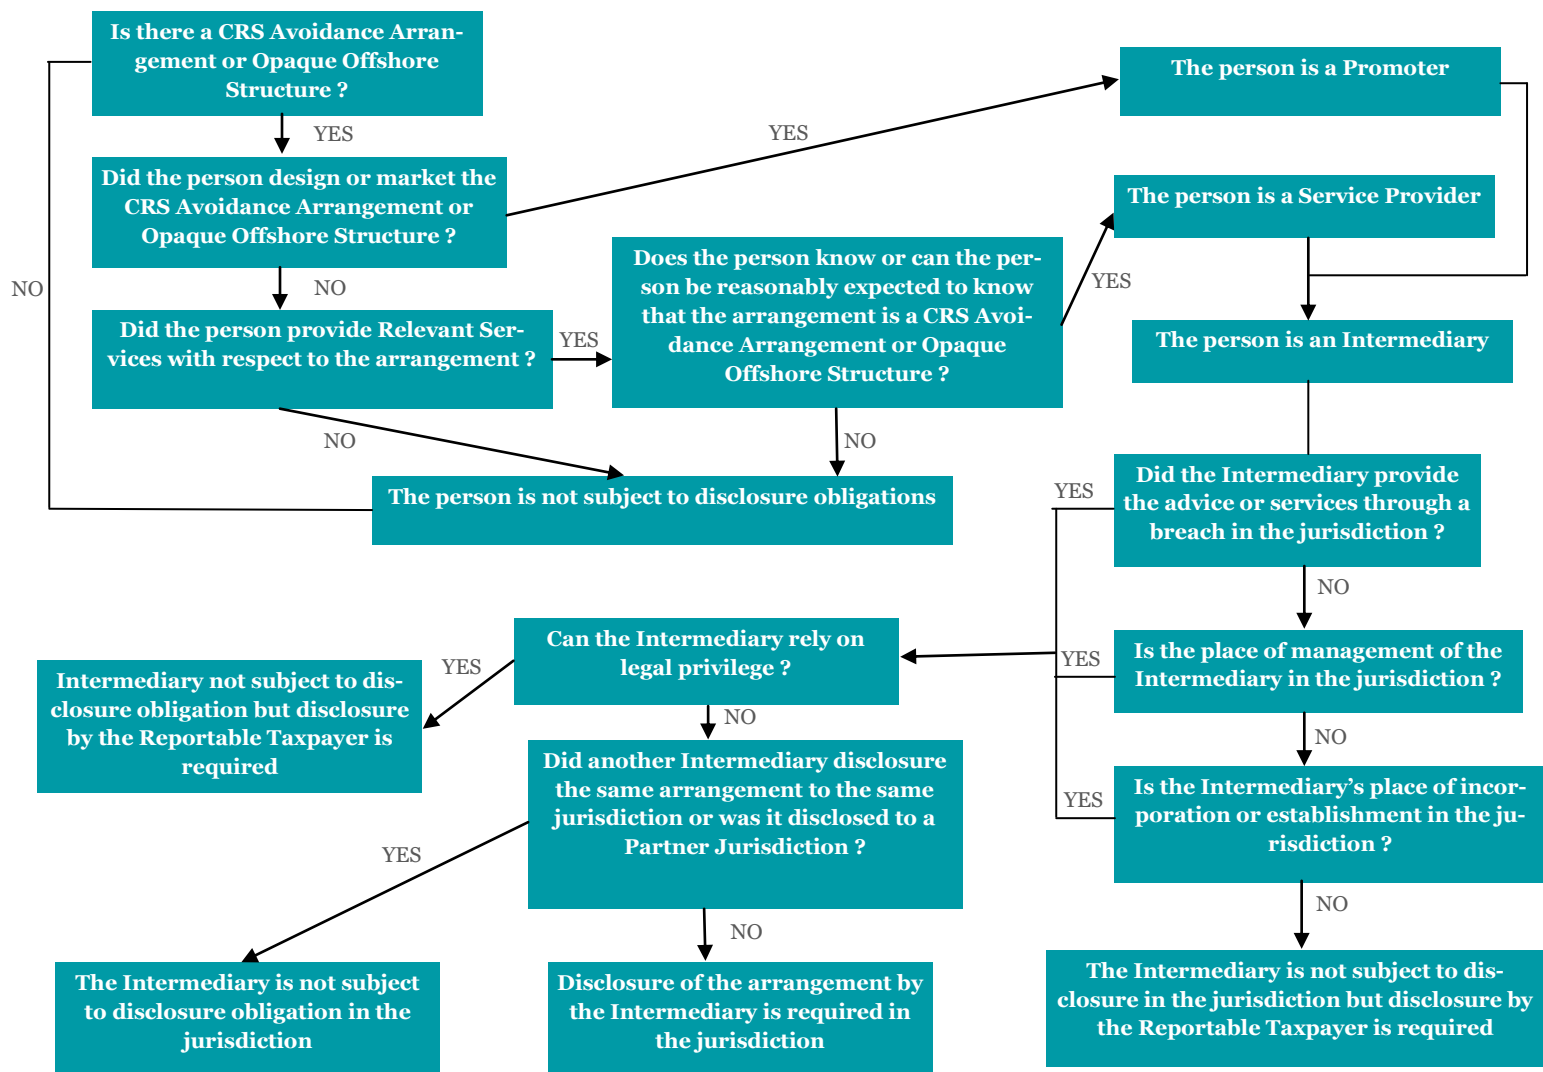 Is there a CRS Avoidance Arran-
gement or Opaque Offshore
Structure ?
YES
Did the person design or market the
CRS Avoidance Arrangement or
Opaque Offshore Structure ?
YES
The person is a Promoter
NO
NO
Did the person provide Relevant Ser-
vices with respect to the arrangement ?
YES
Does the person know or can the per-
son be reasonably expected to know
that the arrangement is a CRS Avoi-
dance Arrangement or Opaque
Offshore Structure ?
YES
The person is a Service Provider
The person is an Intermediary
NO
NO
The person is not subject to disclosure obligations
Did the Intermediary provide
the advice or services through a
breach in the jurisdiction ?
YES
NO
Is the place of management of the
Intermediary in the jurisdiction ?
YES
NO
Is the Intermediary's place of incor-
poration or establishment in the ju-
risdiction ?
YES
NO
The Intermediary is not subject to dis-
closure in the jurisdiction but disclosure by
the Reportable Taxpayer is required
Can the Intermediary rely on
legal privilege ?
YES
Intermediary not subject to dis-
closure obligation but disclosure
by the Reportable Taxpayer is
required
NO
Did another Intermediary disclosure
the same arrangement to the same
jurisdiction or was it disclosed to a
Partner Jurisdiction ?
YES
The Intermediary is not subject
to disclosure obligation in the
jurisdiction
NO
Disclosure of the arrangement by
the Intermediary is required in
the jurisdiction